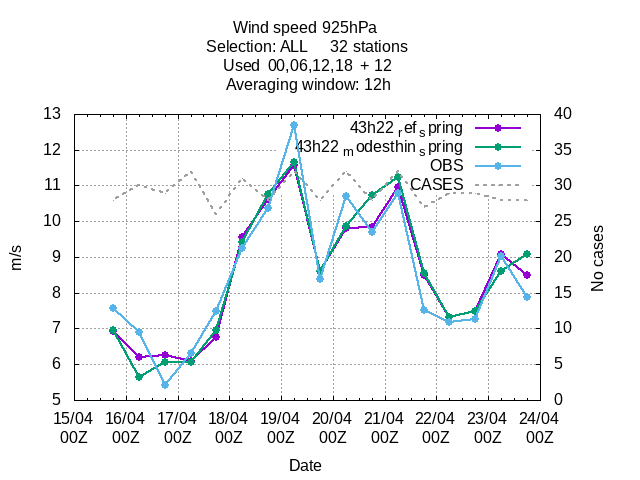 Wind speed 925hPa
Selection: ALL 32 stations
Used 00,06,12,18 + 12
Averaging window: 12h
43h22_ref_spring
43h22_modesthin_spring
OBS
CASES
m/s
13
12
11
10
9
8
7
6
5
40
35
30
25
20
15
10
5
0
No cases
15/04 16/04 17/04 18/04 19/04 20/04 21/04 22/04 23/04 24/04
00Z 00Z 00Z 00Z 00Z 00Z 00Z 00Z 00Z 00Z
Date